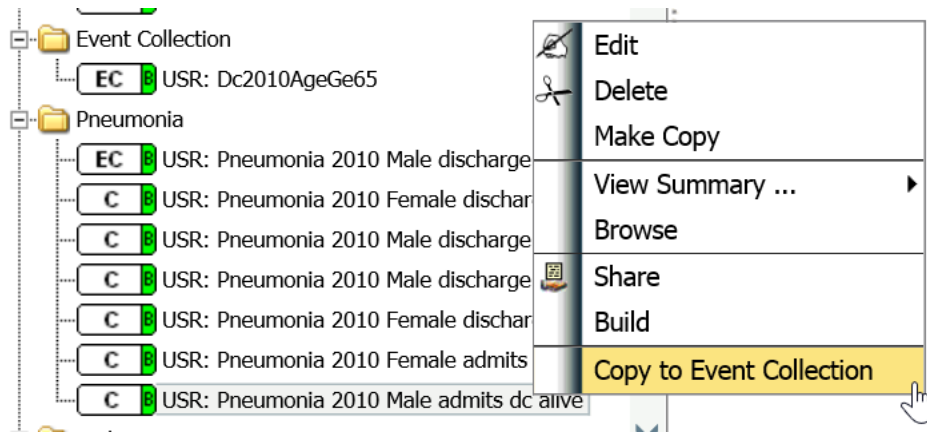 Event Collection
EC B USR: Dc2010AgeGe65
Pneumonia
EC B USR: Pneumonia 2010 Male discharge
C B USR: Pneumonia 2010 Female dischar
C B USR: Pneumonia 2010 Male discharge
C B USR: Pneumonia 2010 Male discharge
C B USR: Pneumonia 2010 Female dischar
C B USR: Pneumonia 2010 Female admits
C B USR: Pneumonia 2010 Male admits dc alive
Edit
Delete
Make Copy
View Summary ...
Browse
Share
Build
Copy to Event Collection